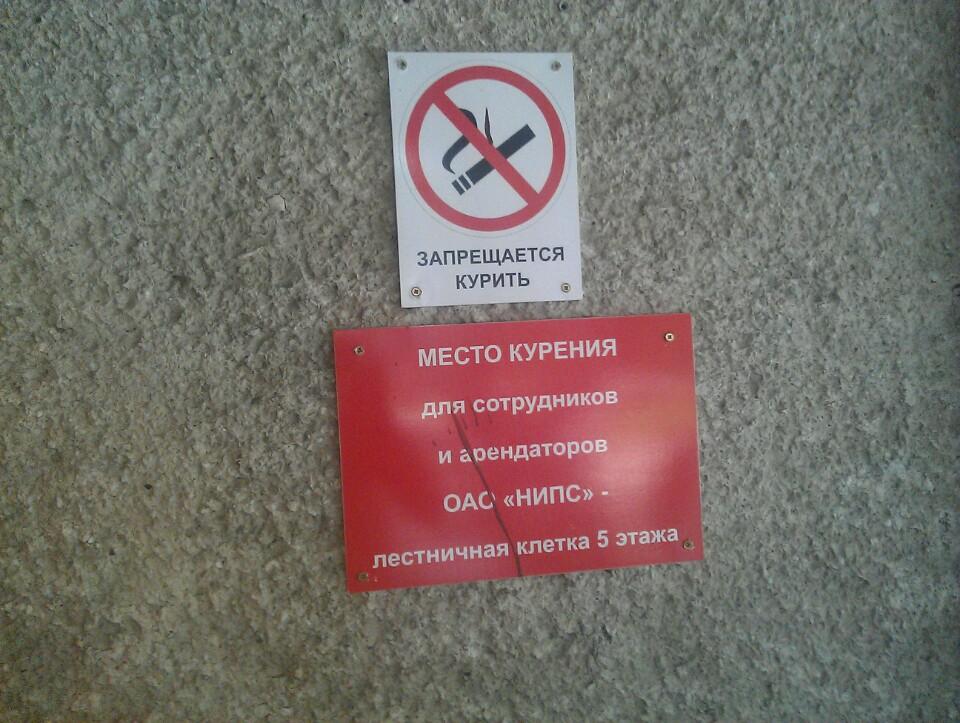 ЗАПРЕЩАЕТСЯ
КУРИТЬ
МЕСТО КУРЕНИЯ
для сотрудников
и арендаторов
ОАО «НИПС» -
лестничная клетка 5 этажа